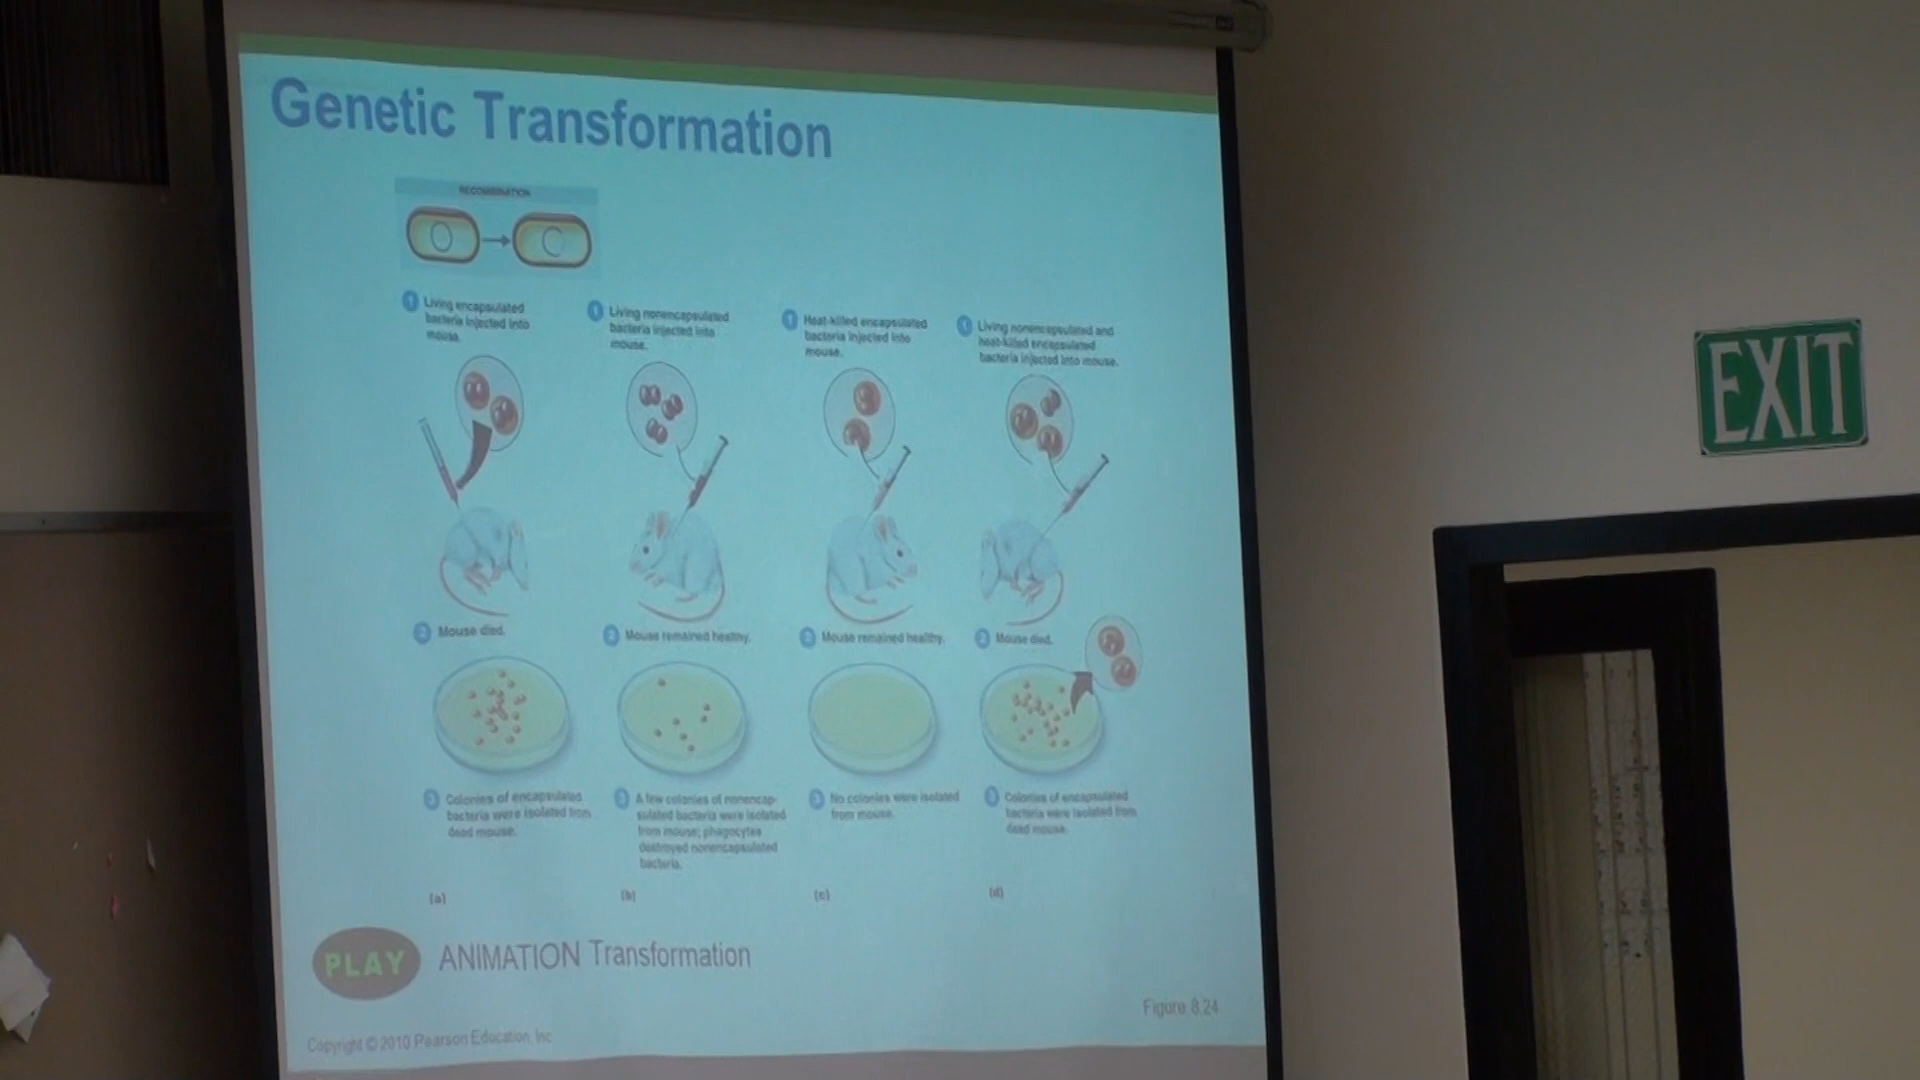 Genetic Transformation
RECOMBINATION
1 Living encapsulated
bacteria injected into
mouse.
1 Living nonencapsulated
bacteria injected into
mouse.
1 Heat-killed encapsulated
bacteria injected into
mouse.
1 Living nonencapsulated and
heat-killed encapsulated
bacteria injected into mouse.
2 Mouse died.
2 Mouse remained healthy.
2 Mouse remained healthy.
2 Mouse died.
3 Colonies of encapsulated
bacteria were isolated from
dead mouse.
3 A few colonies of nonencap-
sulated bacteria were isolated
from mouse; phagocytes
destroyed nonencapsulated
bacteria.
3 No colonies were isolated
from mouse.
3 Colonies of encapsulated
bacteria were isolated from
dead mouse.
(a)
(b)
(c)
(d)
PLAY
ANIMATION Transformation
Figure 8.24
Copyright © 2010 Pearson Education, Inc
EXIT